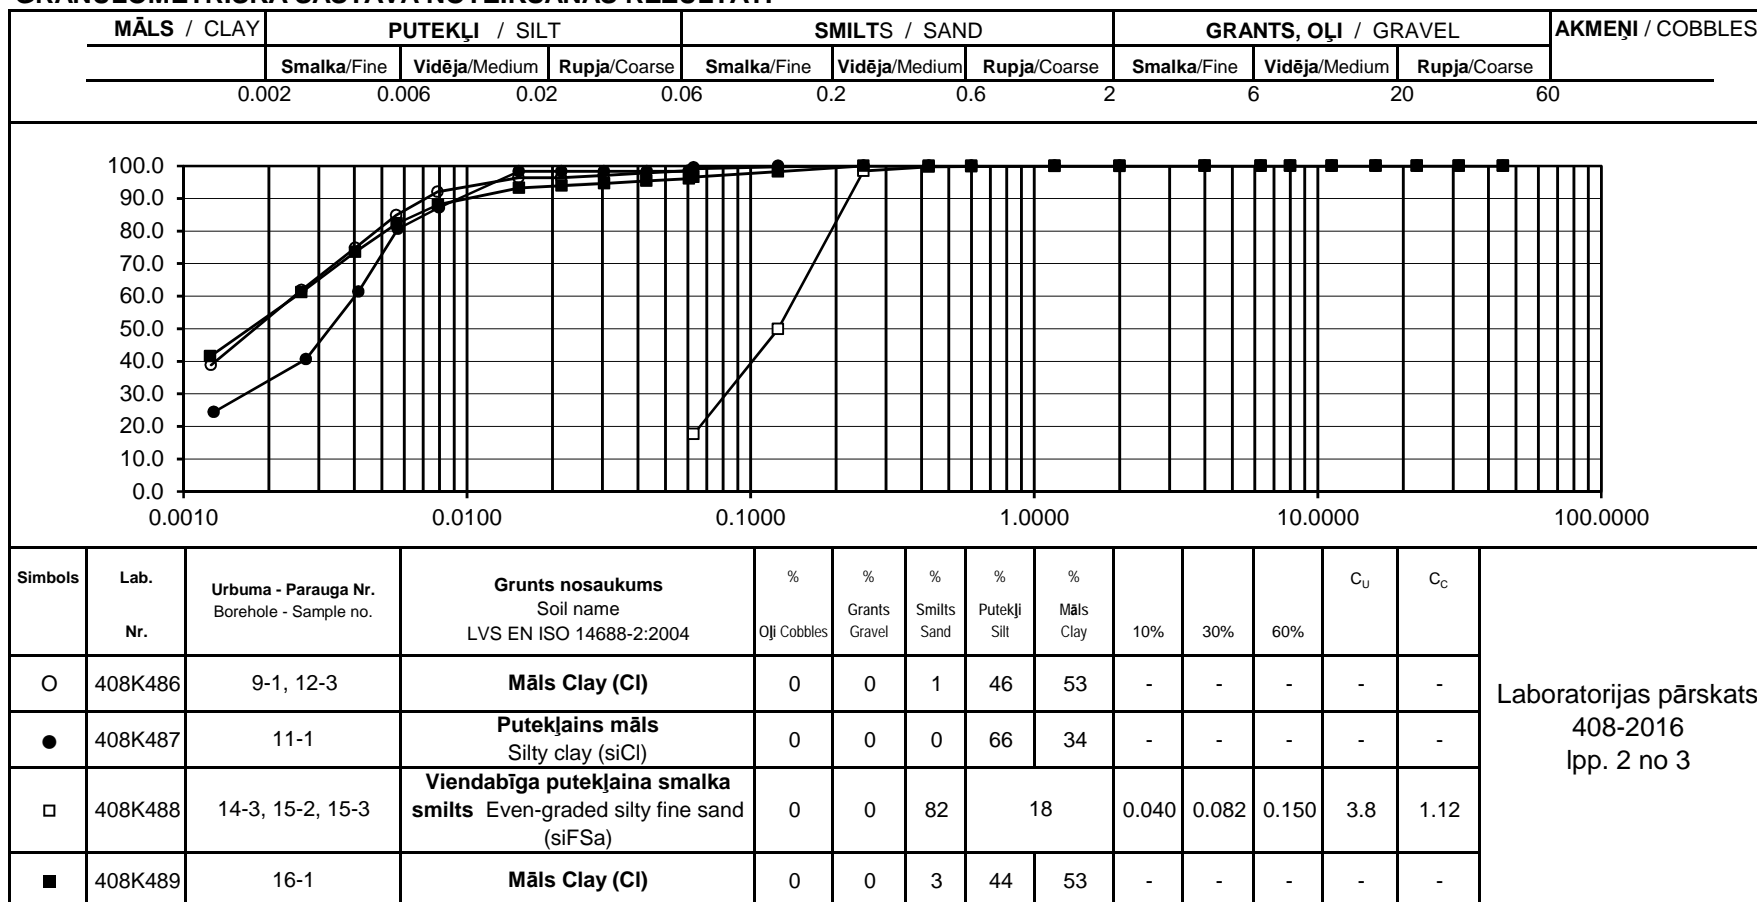 MĀLS / CLAY PUTEKĻI / SILT SMILTS / SAND GRANTS, OĻI / GRAVEL AKMEŅI / COBBLES
Smalka/Fine Vidēja/Medium Rupja/Coarse Smalka/Fine Vidēja/Medium Rupja/Coarse Smalka/Fine Vidēja/Medium Rupja/Coarse
0.002 0.006 0.02 0.06 0.2 0.6 2 6 20 60
100.0
90.0
80.0
70.0
60.0
50.0
40.0
30.0
20.0
10.0
0.0
0.0010 0.0100 0.1000 1.0000 10.0000 100.0000
Simbols
Lab.
Nr.
Urbuma - Parauga Nr.
Borehole - Sample no.
Grunts nosaukums
Soil name
LVS EN ISO 14688-2:2004
%
Oļi Cobbles
%
Grants
Gravel
%
Smilts
Sand
%
Putekļi
Silt
%
Māls
Clay
10%
30%
60%
CU
CC
408K486 9-1, 12-3 Māls Clay (Cl) 0 0 1 46 53 - - - - -
408K487 11-1
Putekļains māls
Silty clay (siCl)
0 0 0 66 34 - - - - -
408K488 14-3, 15-2, 15-3
Viendabīga putekļaina smalka
smilts Even-graded silty fine sand
(siFSa)
0 0 82 18 0.040 0.082 0.150 3.8 1.12
408K489 16-1 Māls Clay (Cl) 0 0 3 44 53 - - - - -
Laboratorijas pārskats
408-2016
lpp. 2 no 3